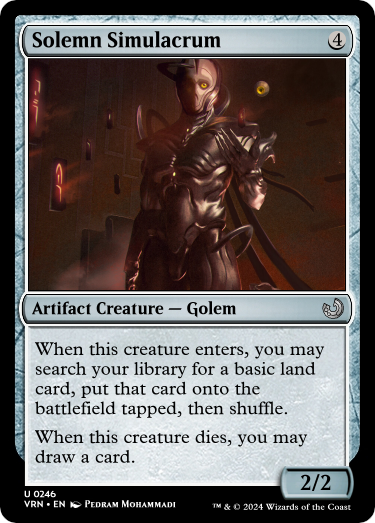 Solemn Simulacrum 4
Artifact Creature — Golem
When this creature enters, you may
search your library for a basic land
card, put that card onto the
battlefield tapped, then shuffle.
When this creature dies, you may
draw a card.
2/2
U 0246
VRN • EN Pedram Mohammadi ™ & © 2024 Wizards of the Coast